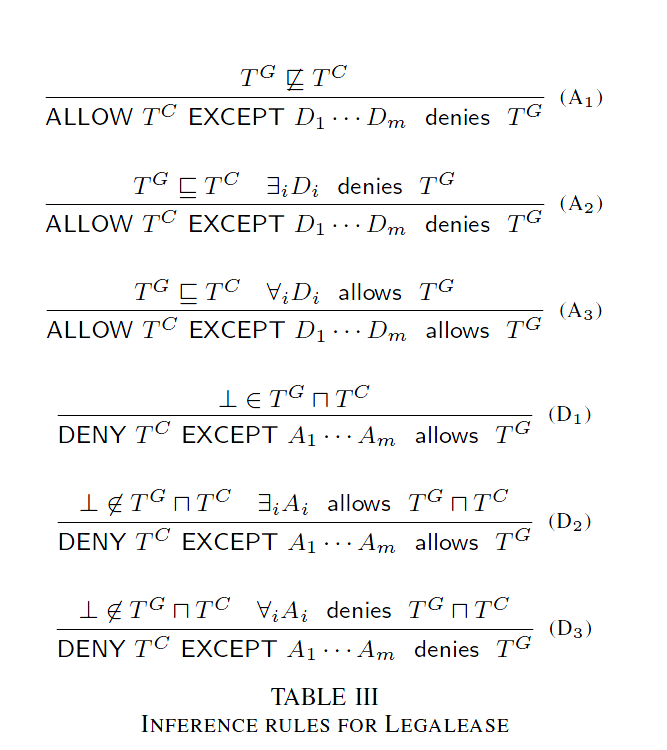 T^G ⋢ T^C
ALLOW T^C EXCEPT D_1 ··· D_m denies T^G (A_1)
T^G ⊑ T^C ∃_i D_i denies T^G
ALLOW T^C EXCEPT D_1 ··· D_m denies T^G (A_2)
T^G ⊑ T^C ∀_i D_i allows T^G
ALLOW T^C EXCEPT D_1 ··· D_m allows T^G (A_3)
⊥ ∈ T^G ⊓ T^C
DENY T^C EXCEPT A_1 ··· A_m allows T^G (D_1)
⊥ ∉ T^G ⊓ T^C ∃_i A_i allows T^G ⊓ T^C
DENY T^C EXCEPT A_1 ··· A_m allows T^G (D_2)
⊥ ∉ T^G ⊓ T^C ∀_i A_i denies T^G ⊓ T^C
DENY T^C EXCEPT A_1 ··· A_m denies T^G (D_3)
TABLE III
INFERENCE RULES FOR LEGALEASE